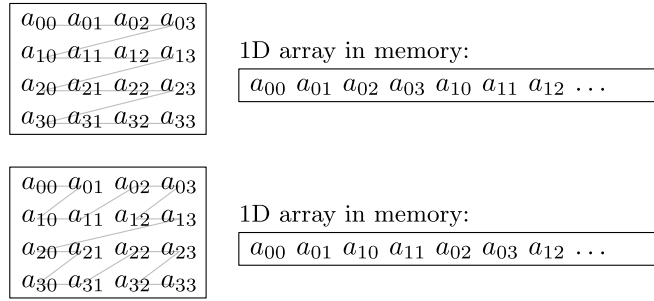 a00 a01 a02 a03
a10 a11 a12 a13
a20 a21 a22 a23
a30 a31 a32 a33
1D array in memory:
a00 a01 a02 a03 a10 a11 a12 ...
a00 a01 a02 a03
a10 a11 a12 a13
a20 a21 a22 a23
a30 a31 a32 a33
1D array in memory:
a00 a01 a10 a11 a02 a03 a12 ...